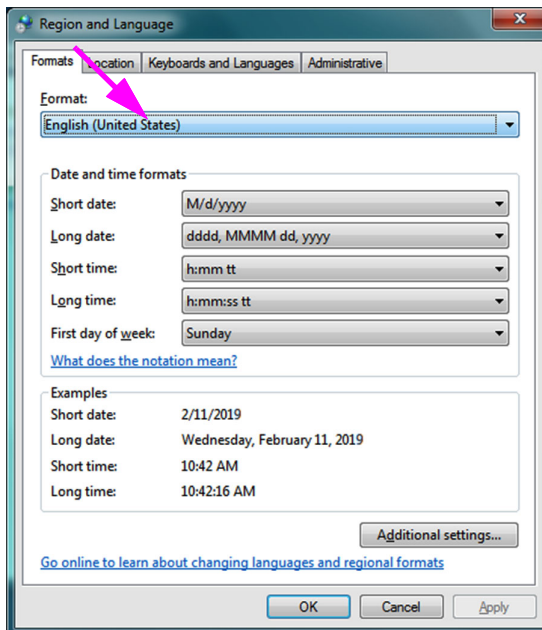 Region and Language
Formats Location Keyboards and Languages Administrative
Format:
English (United States)
Date and time formats
Short date: M/d/yyyy
Long date: dddd, MMMM dd, yyyy
Short time: h:mm tt
Long time: h:mm:ss tt
First day of week: Sunday
What does the notation mean?
Examples
Short date: 2/11/2019
Long date: Wednesday, February 11, 2019
Short time: 10:42 AM
Long time: 10:42:16 AM
Additional settings...
Go online to learn about changing languages and regional formats
OK Cancel Apply